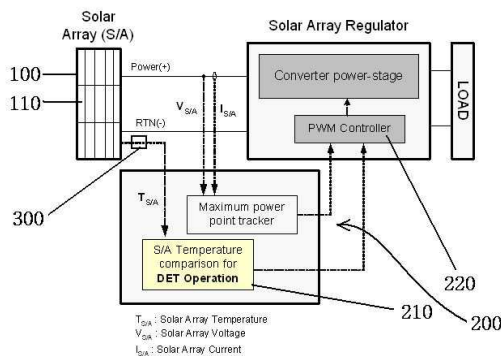 Solar
Array (S/A)
Solar Array Regulator
100
110
Power(+)
Converter power-stage
V S/A
I S/A
LOAD
RTN(-)
PWM Controller
300
T S/A
Maximum power
point tracker
220
S/A Temperature
comparison for
DET Operation
210
200
T S/A : Solar Array Temperature
V S/A : Solar Array Voltage
I S/A : Solar Array Current